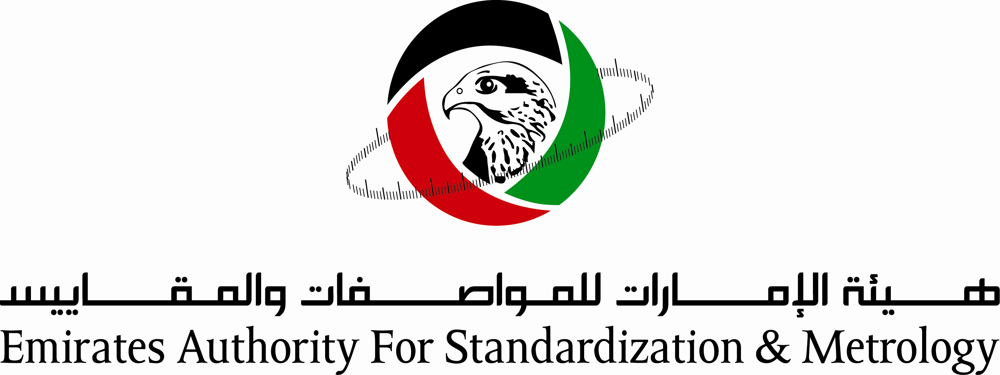 هيئة الإمارات للمواصفات والمقاييس
Emirates Authority For Standardization & Metrology